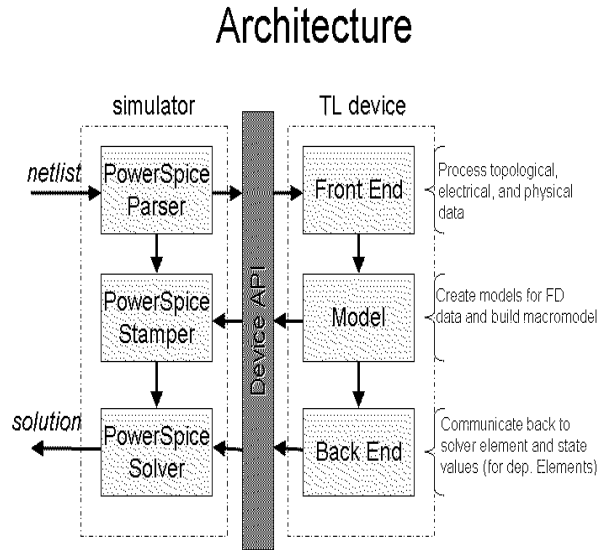 Architecture
simulator
TL device
netlist
PowerSpice
Parser
Front End
Process topological,
electrical, and physical
data
Device API
PowerSpice
Stamper
Model
Create models for FD
data and build macromodel
solution
PowerSpice
Solver
Back End
Communicate back to
solver element and state
values (for dep. Elements)